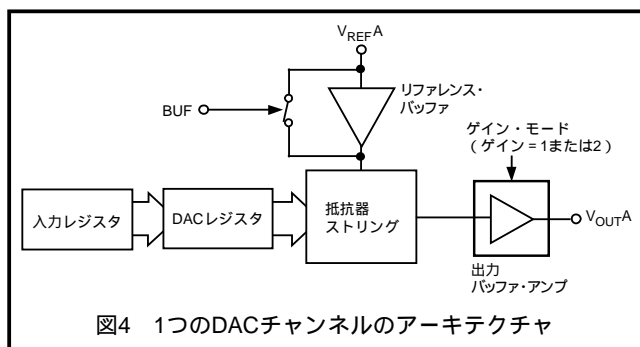 VREFA
リファレンス・
バッファ
BUF
ゲイン・モード
(ゲイン=1または2)
入力レジスタ
DACレジスタ
抵抗器
ストリング
VOUTA
出力
バッファ・アンプ
図4 1つのDACチャンネルのアーキテクチャ